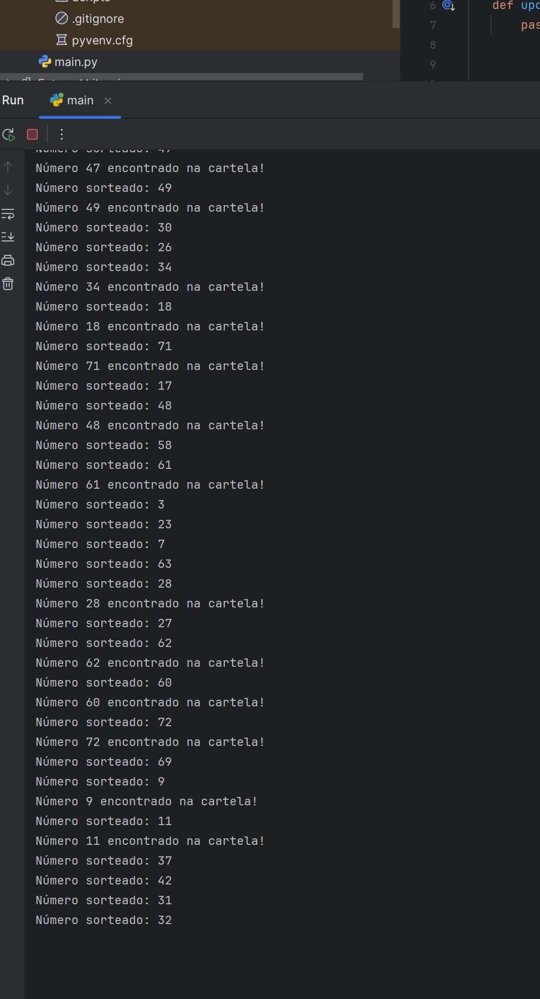 .gitignore
pyvenv.cfg
main.py
6 def
7
8
9
Run main
Número sorteado: 47
Número 47 encontrado na cartela!
Número sorteado: 49
Número 49 encontrado na cartela!
Número sorteado: 30
Número sorteado: 26
Número sorteado: 34
Número 34 encontrado na cartela!
Número sorteado: 18
Número 18 encontrado na cartela!
Número sorteado: 71
Número 71 encontrado na cartela!
Número sorteado: 17
Número sorteado: 48
Número 48 encontrado na cartela!
Número sorteado: 58
Número sorteado: 61
Número 61 encontrado na cartela!
Número sorteado: 3
Número sorteado: 23
Número sorteado: 7
Número sorteado: 63
Número sorteado: 28
Número 28 encontrado na cartela!
Número sorteado: 27
Número sorteado: 62
Número 62 encontrado na cartela!
Número sorteado: 60
Número 60 encontrado na cartela!
Número sorteado: 72
Número 72 encontrado na cartela!
Número sorteado: 69
Número sorteado: 9
Número 9 encontrado na cartela!
Número sorteado: 11
Número 11 encontrado na cartela!
Número sorteado: 37
Número sorteado: 42
Número sorteado: 31
Número sorteado: 32